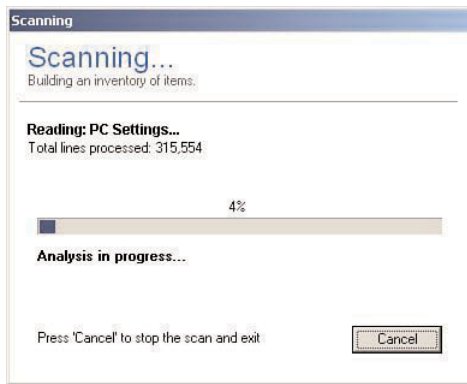 Scanning
Scanning...
Building an inventory of items.
Reading: PC Settings...
Total lines processed: 315,554
4%
Analysis in progress...
Press 'Cancel' to stop the scan and exit
Cancel